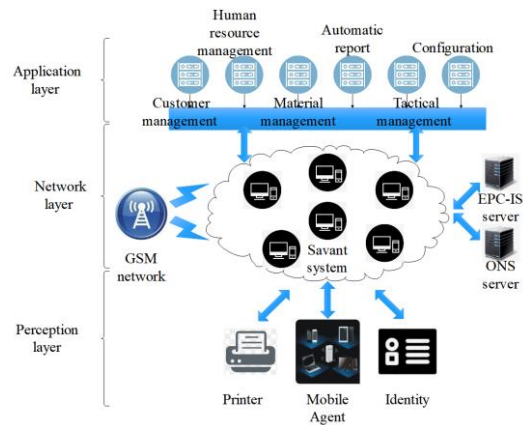 Human
resource
management
Automatic
report
Configuration
Application
layer
Customer
management
Material
management
Tactical
management
Network
layer
GSM
network
Savant
system
EPC-IS
server
ONS
server
Perception
layer
Printer
Mobile
Agent
Identity